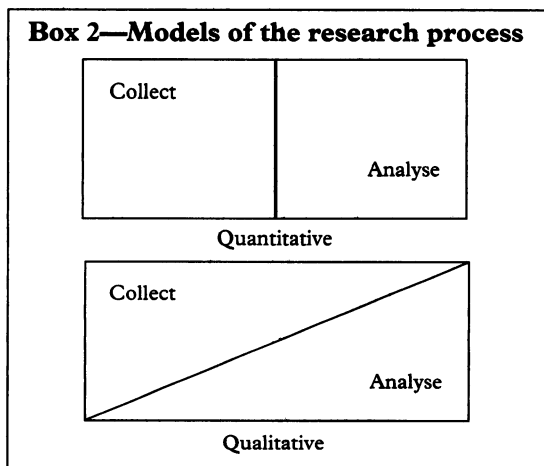 Box 2—Models of the research process
Collect
Analyse
Quantitative
Collect
Analyse
Qualitative